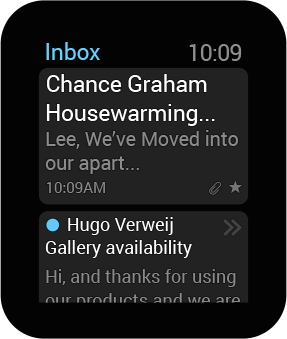 Inbox 10:09
Chance Graham
Housewarming...
Lee, We’ve Moved into
our apart...
10:09AM
Hugo Verweij
Gallery availability
Hi, and thanks for using
our products and we are